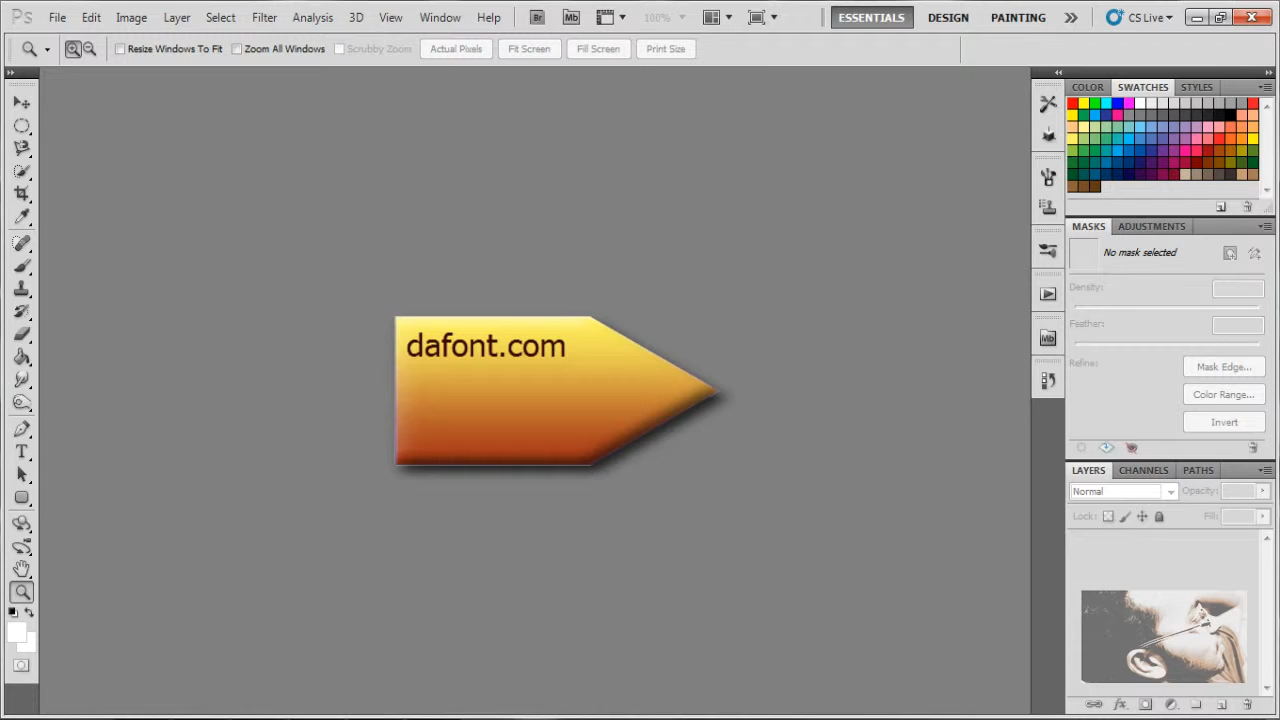 Ps File Edit Image Layer Select Filter Analysis 3D View Window Help Br Mb 100% ESSENTIALS DESIGN PAINTING CS Live
Resize Windows To Fit Zoom All Windows Scrubby Zoom Actual Pixels Fit Screen Fill Screen Print Size
COLOR SWATCHES STYLES
MASKS ADJUSTMENTS
No mask selected
Density:
Feather:
Refine: Mask Edge...
Color Range...
Invert
LAYERS CHANNELS PATHS
Normal Opacity:
Lock: Fill:
Mb
T
dafont.com
fx